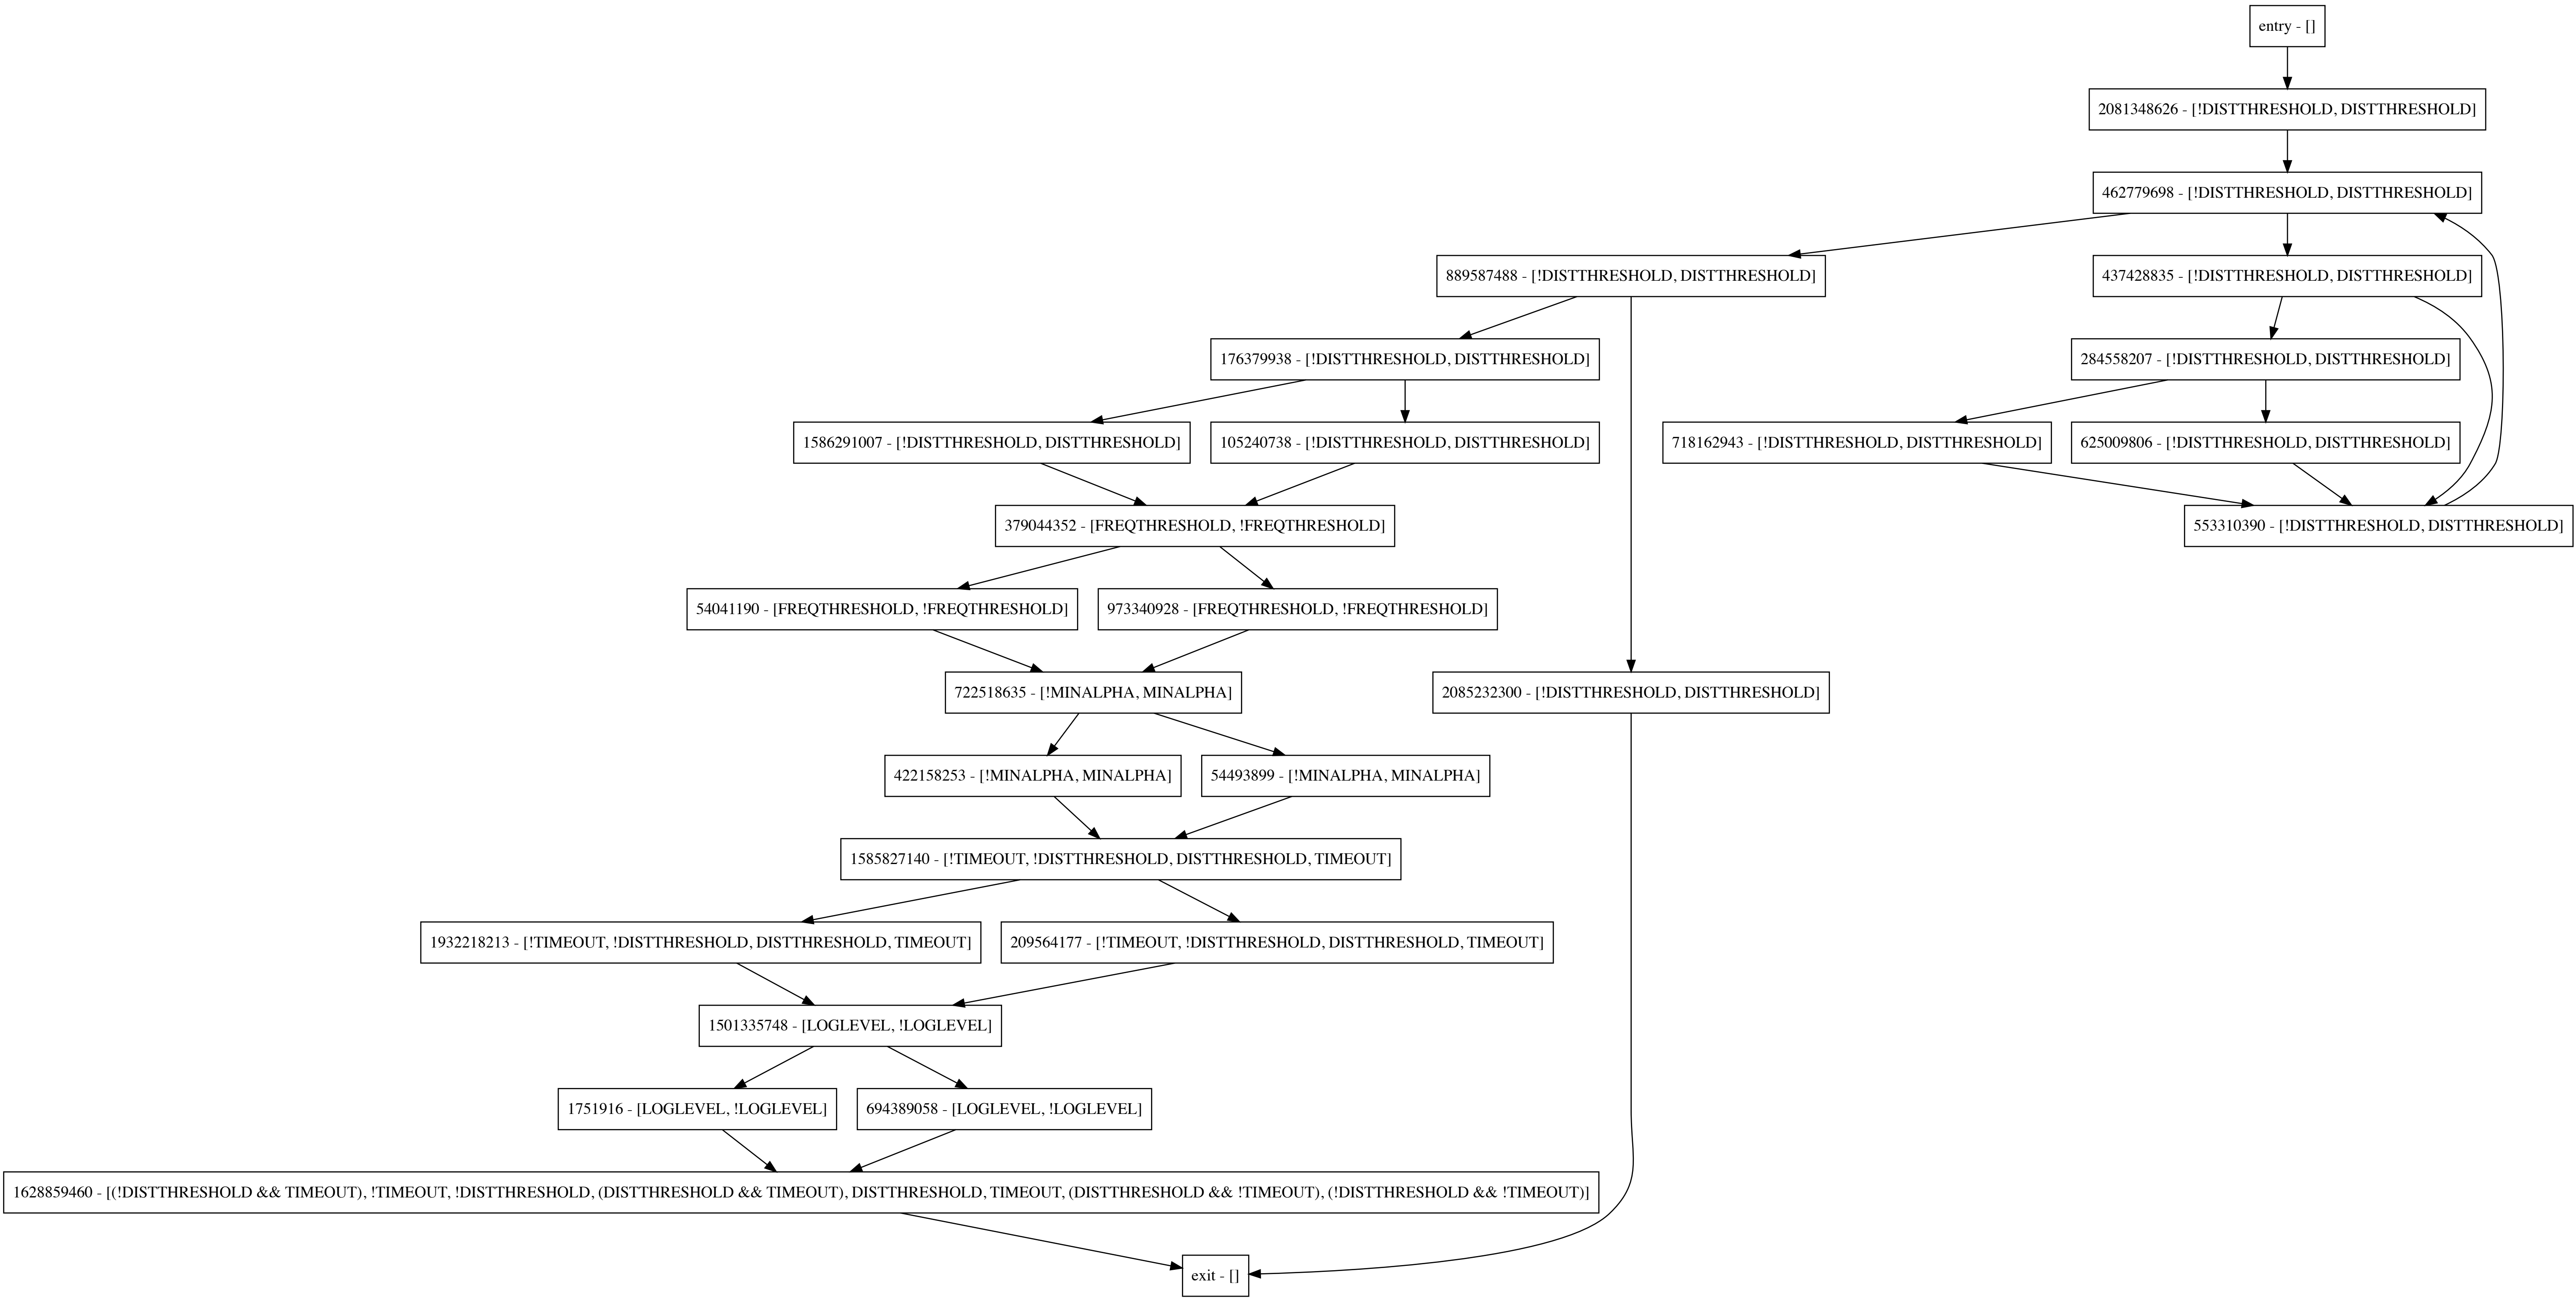 entry - []
2081348626 - [!DISTTHRESHOLD, DISTTHRESHOLD]
462779698 - [!DISTTHRESHOLD, DISTTHRESHOLD]
889587488 - [!DISTTHRESHOLD, DISTTHRESHOLD]
437428835 - [!DISTTHRESHOLD, DISTTHRESHOLD]
176379938 - [!DISTTHRESHOLD, DISTTHRESHOLD]
284558207 - [!DISTTHRESHOLD, DISTTHRESHOLD]
1586291007 - [!DISTTHRESHOLD, DISTTHRESHOLD]
105240738 - [!DISTTHRESHOLD, DISTTHRESHOLD]
718162943 - [!DISTTHRESHOLD, DISTTHRESHOLD]
625009806 - [!DISTTHRESHOLD, DISTTHRESHOLD]
379044352 - [FREQTHRESHOLD, !FREQTHRESHOLD]
553310390 - [!DISTTHRESHOLD, DISTTHRESHOLD]
54041190 - [FREQTHRESHOLD, !FREQTHRESHOLD]
973340928 - [FREQTHRESHOLD, !FREQTHRESHOLD]
722518635 - [!MINALPHA, MINALPHA]
2085232300 - [!DISTTHRESHOLD, DISTTHRESHOLD]
422158253 - [!MINALPHA, MINALPHA]
54493899 - [!MINALPHA, MINALPHA]
1585827140 - [!TIMEOUT, !DISTTHRESHOLD, DISTTHRESHOLD, TIMEOUT]
1932218213 - [!TIMEOUT, !DISTTHRESHOLD, DISTTHRESHOLD, TIMEOUT]
209564177 - [!TIMEOUT, !DISTTHRESHOLD, DISTTHRESHOLD, TIMEOUT]
1501335748 - [LOGLEVEL, !LOGLEVEL]
1751916 - [LOGLEVEL, !LOGLEVEL]
694389058 - [LOGLEVEL, !LOGLEVEL]
1628859460 - [(!DISTTHRESHOLD && TIMEOUT), !TIMEOUT, !DISTTHRESHOLD, (DISTTHRESHOLD && TIMEOUT), DISTTHRESHOLD, TIMEOUT, (DISTTHRESHOLD && !TIMEOUT), (!DISTTHRESHOLD && !TIMEOUT)]
exit - []